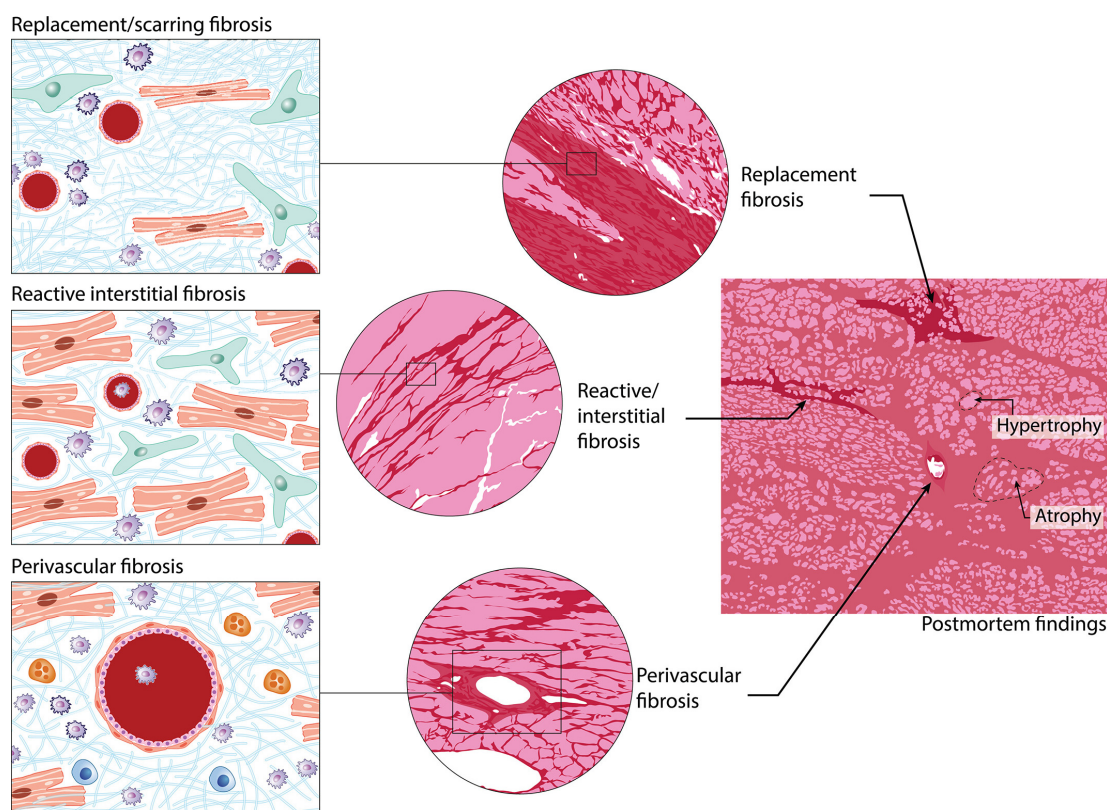 Replacement/scarring fibrosis
Replacement
fibrosis
Reactive interstitial fibrosis
Reactive/
interstitial
fibrosis
Hypertrophy
Atrophy
Postmortem findings
Perivascular fibrosis
Perivascular
fibrosis